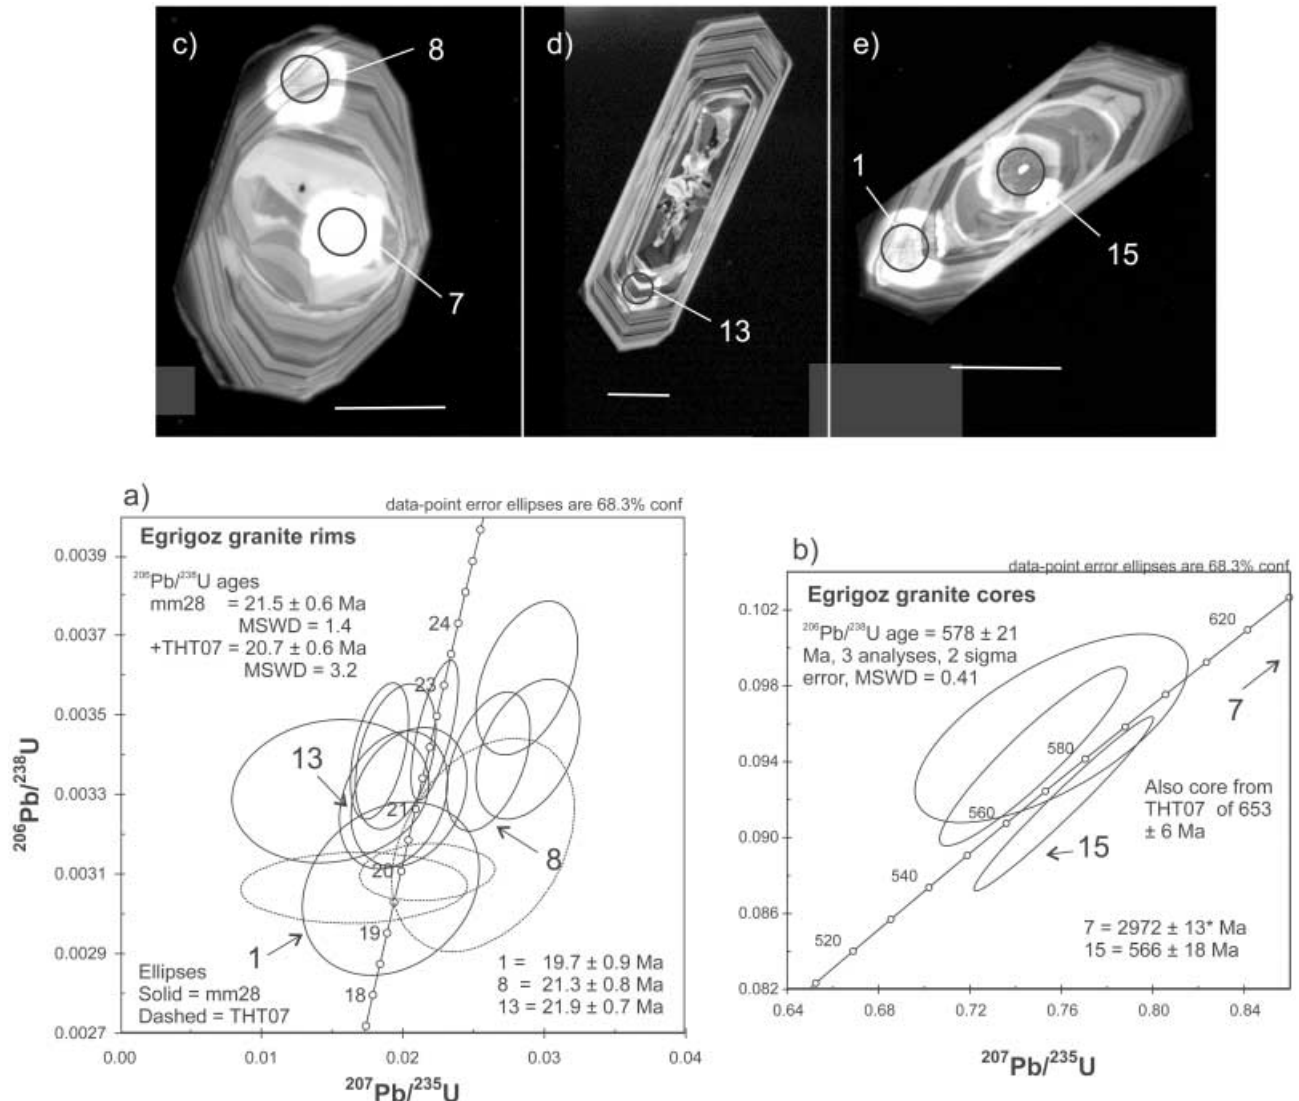 c)
8
7
d)
13
e)
1
15
a)
data-point error ellipses are 68.3% conf
Egrigoz granite rims
²⁰⁶Pb/²³⁸U ages
mm28 = 21.5 ± 0.6 Ma
MSWD = 1.4
+THT07 = 20.7 ± 0.6 Ma
MSWD = 3.2
0.0039
0.0037
0.0035
0.0033
0.0031
0.0029
0.0027
²⁰⁶Pb/²³⁸U
24
23
21
20
19
18
13
8
1
Ellipses
Solid = mm28
Dashed = THT07
1 = 19.7 ± 0.9 Ma
8 = 21.3 ± 0.8 Ma
13 = 21.9 ± 0.7 Ma
0.00 0.01 0.02 0.03 0.04
²⁰⁷Pb/²³⁵U
b)
data-point error ellipses are 68.3% conf
Egrigoz granite cores
²⁰⁶Pb/²³⁸U age = 578 ± 21
Ma, 3 analyses, 2 sigma
error, MSWD = 0.41
0.102
0.098
0.094
0.090
0.086
0.082
620
580
560
540
520
7
15
Also core from
THT07 of 653
± 6 Ma
7 = 2972 ± 13* Ma
15 = 566 ± 18 Ma
0.64 0.68 0.72 0.76 0.80 0.84
²⁰⁷Pb/²³⁵U